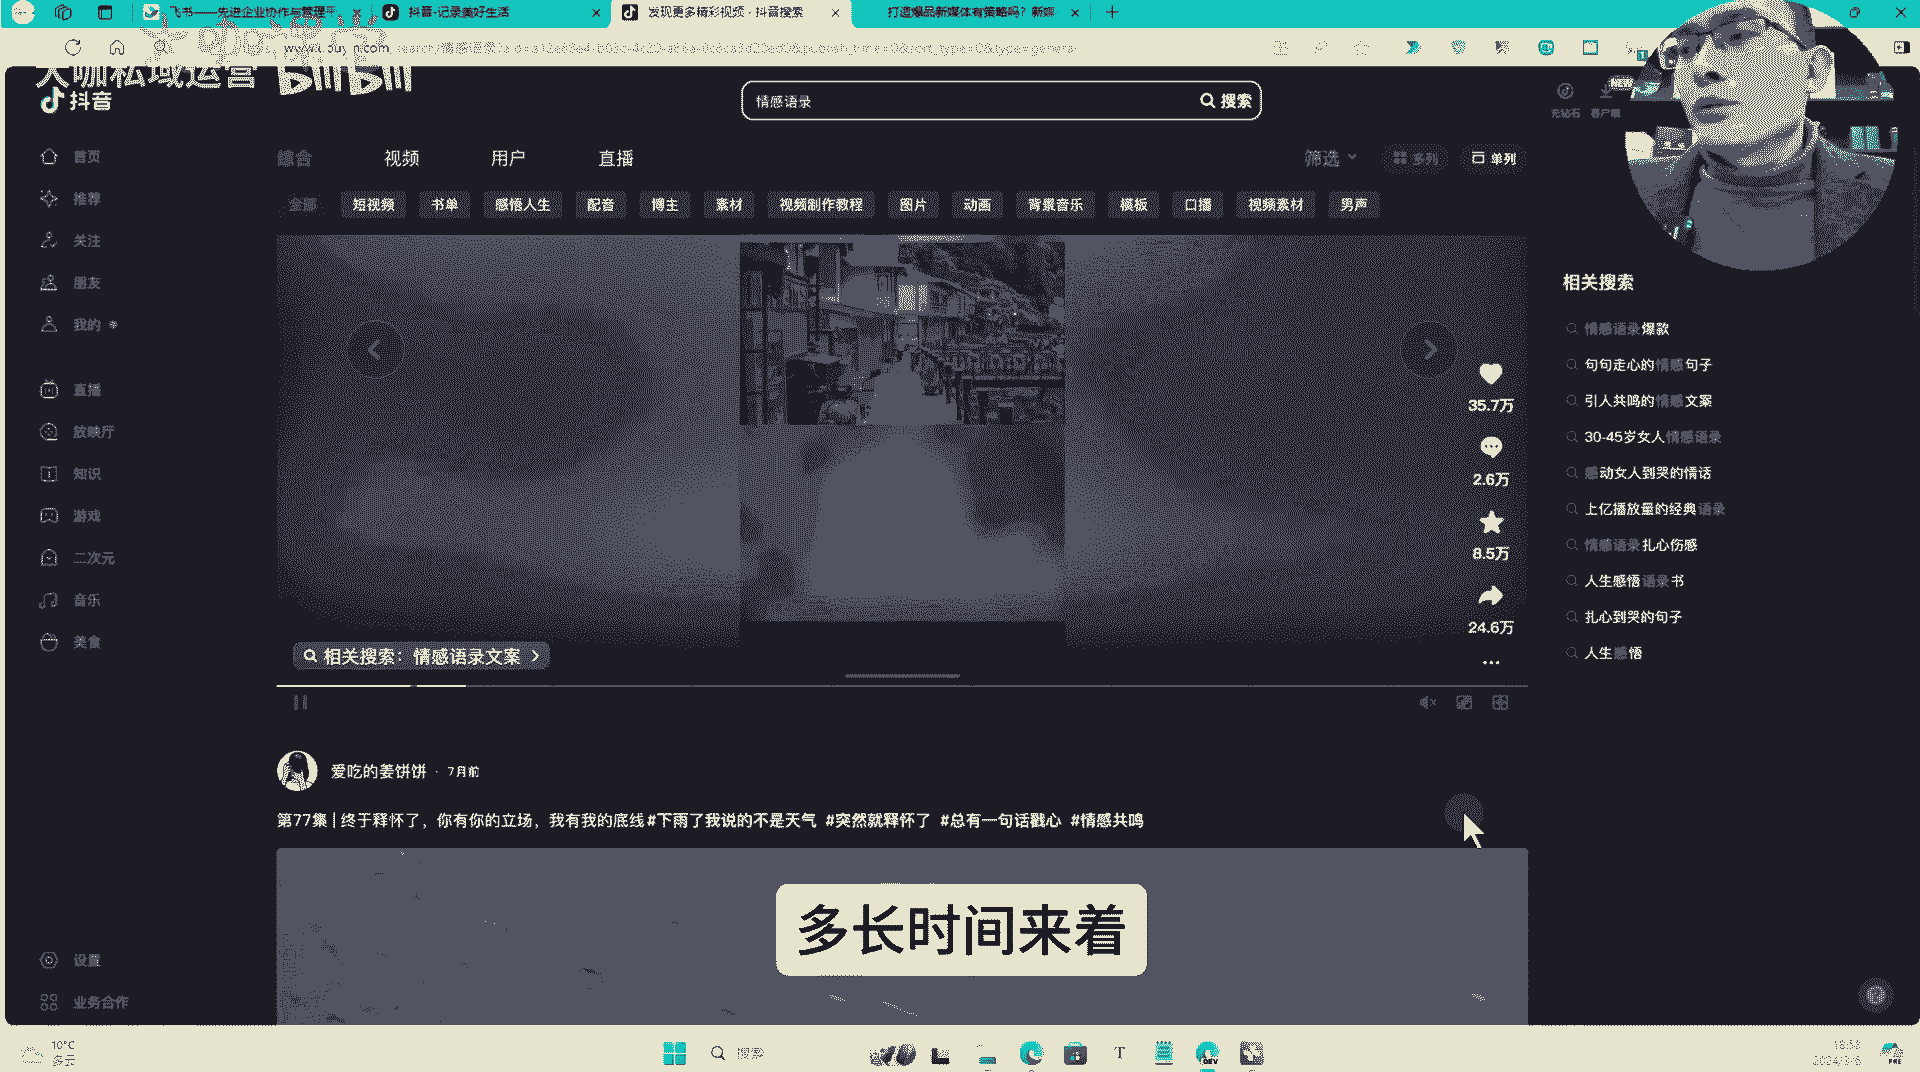 飞书——先进企业协作与管理平
抖音-记录美好生活
发现更多精彩视频 - 抖音搜索
打造爆品新媒体有策略吗？新媒
大咖私域运营 bilibili
抖音
情感语录
搜索
充钻石
客户端
NEW
首页
推荐
关注
朋友
我的
直播
放映厅
知识
游戏
二次元
音乐
美食
设置
业务合作
综合
视频
用户
直播
筛选
多列
单列
全部
短视频
书单
感悟人生
配音
博主
素材
视频制作教程
图片
动画
背景音乐
模板
口播
视频素材
男声
35.7万
2.6万
8.5万
24.6万
相关搜索：情感语录文案
爱吃的姜饼饼 · 7月前
第77集 | 终于释怀了，你有你的立场，我有我的底线#下雨了我说的不是天气 #突然就释怀了 #总有一句话戳心 #情感共鸣
相关搜索
情感语录爆款
句句走心的情感句子
引人共鸣的情感文案
30-45岁女人情感语录
感动女人到哭的情话
上亿播放量的经典语录
情感语录扎心伤感
人生感悟语录书
扎心到哭的句子
人生感悟
多长时间来着
10°C
多云
搜索